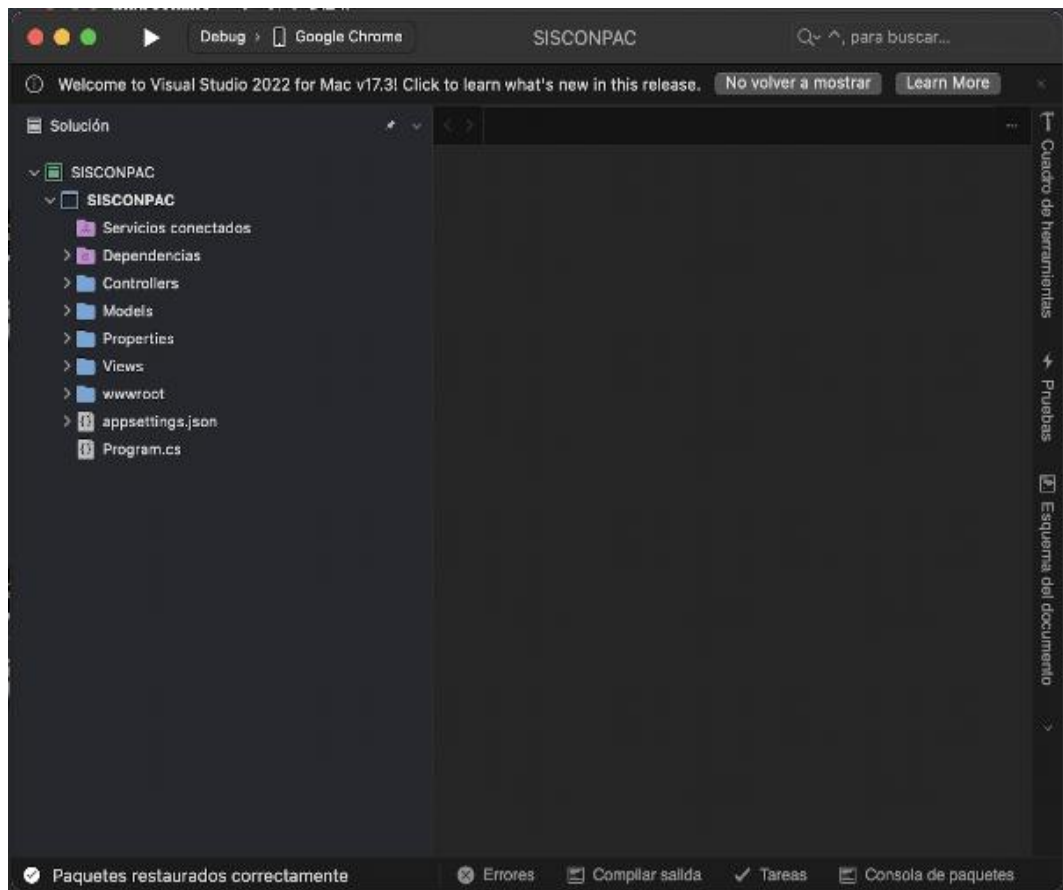 Debug › Google Chrome
SISCONPAC
^, para buscar...
Welcome to Visual Studio 2022 for Mac v17.3! Click to learn what's new in this release.
No volver a mostrar
Learn More
Solución
SISCONPAC
SISCONPAC
Servicios conectados
Dependencias
Controllers
Models
Properties
Views
wwwroot
appsettings.json
Program.cs
Cuadro de herramientas
Pruebas
Esquema del documento
Paquetes restaurados correctamente
Errores
Compilar salida
Tareas
Consola de paquetes